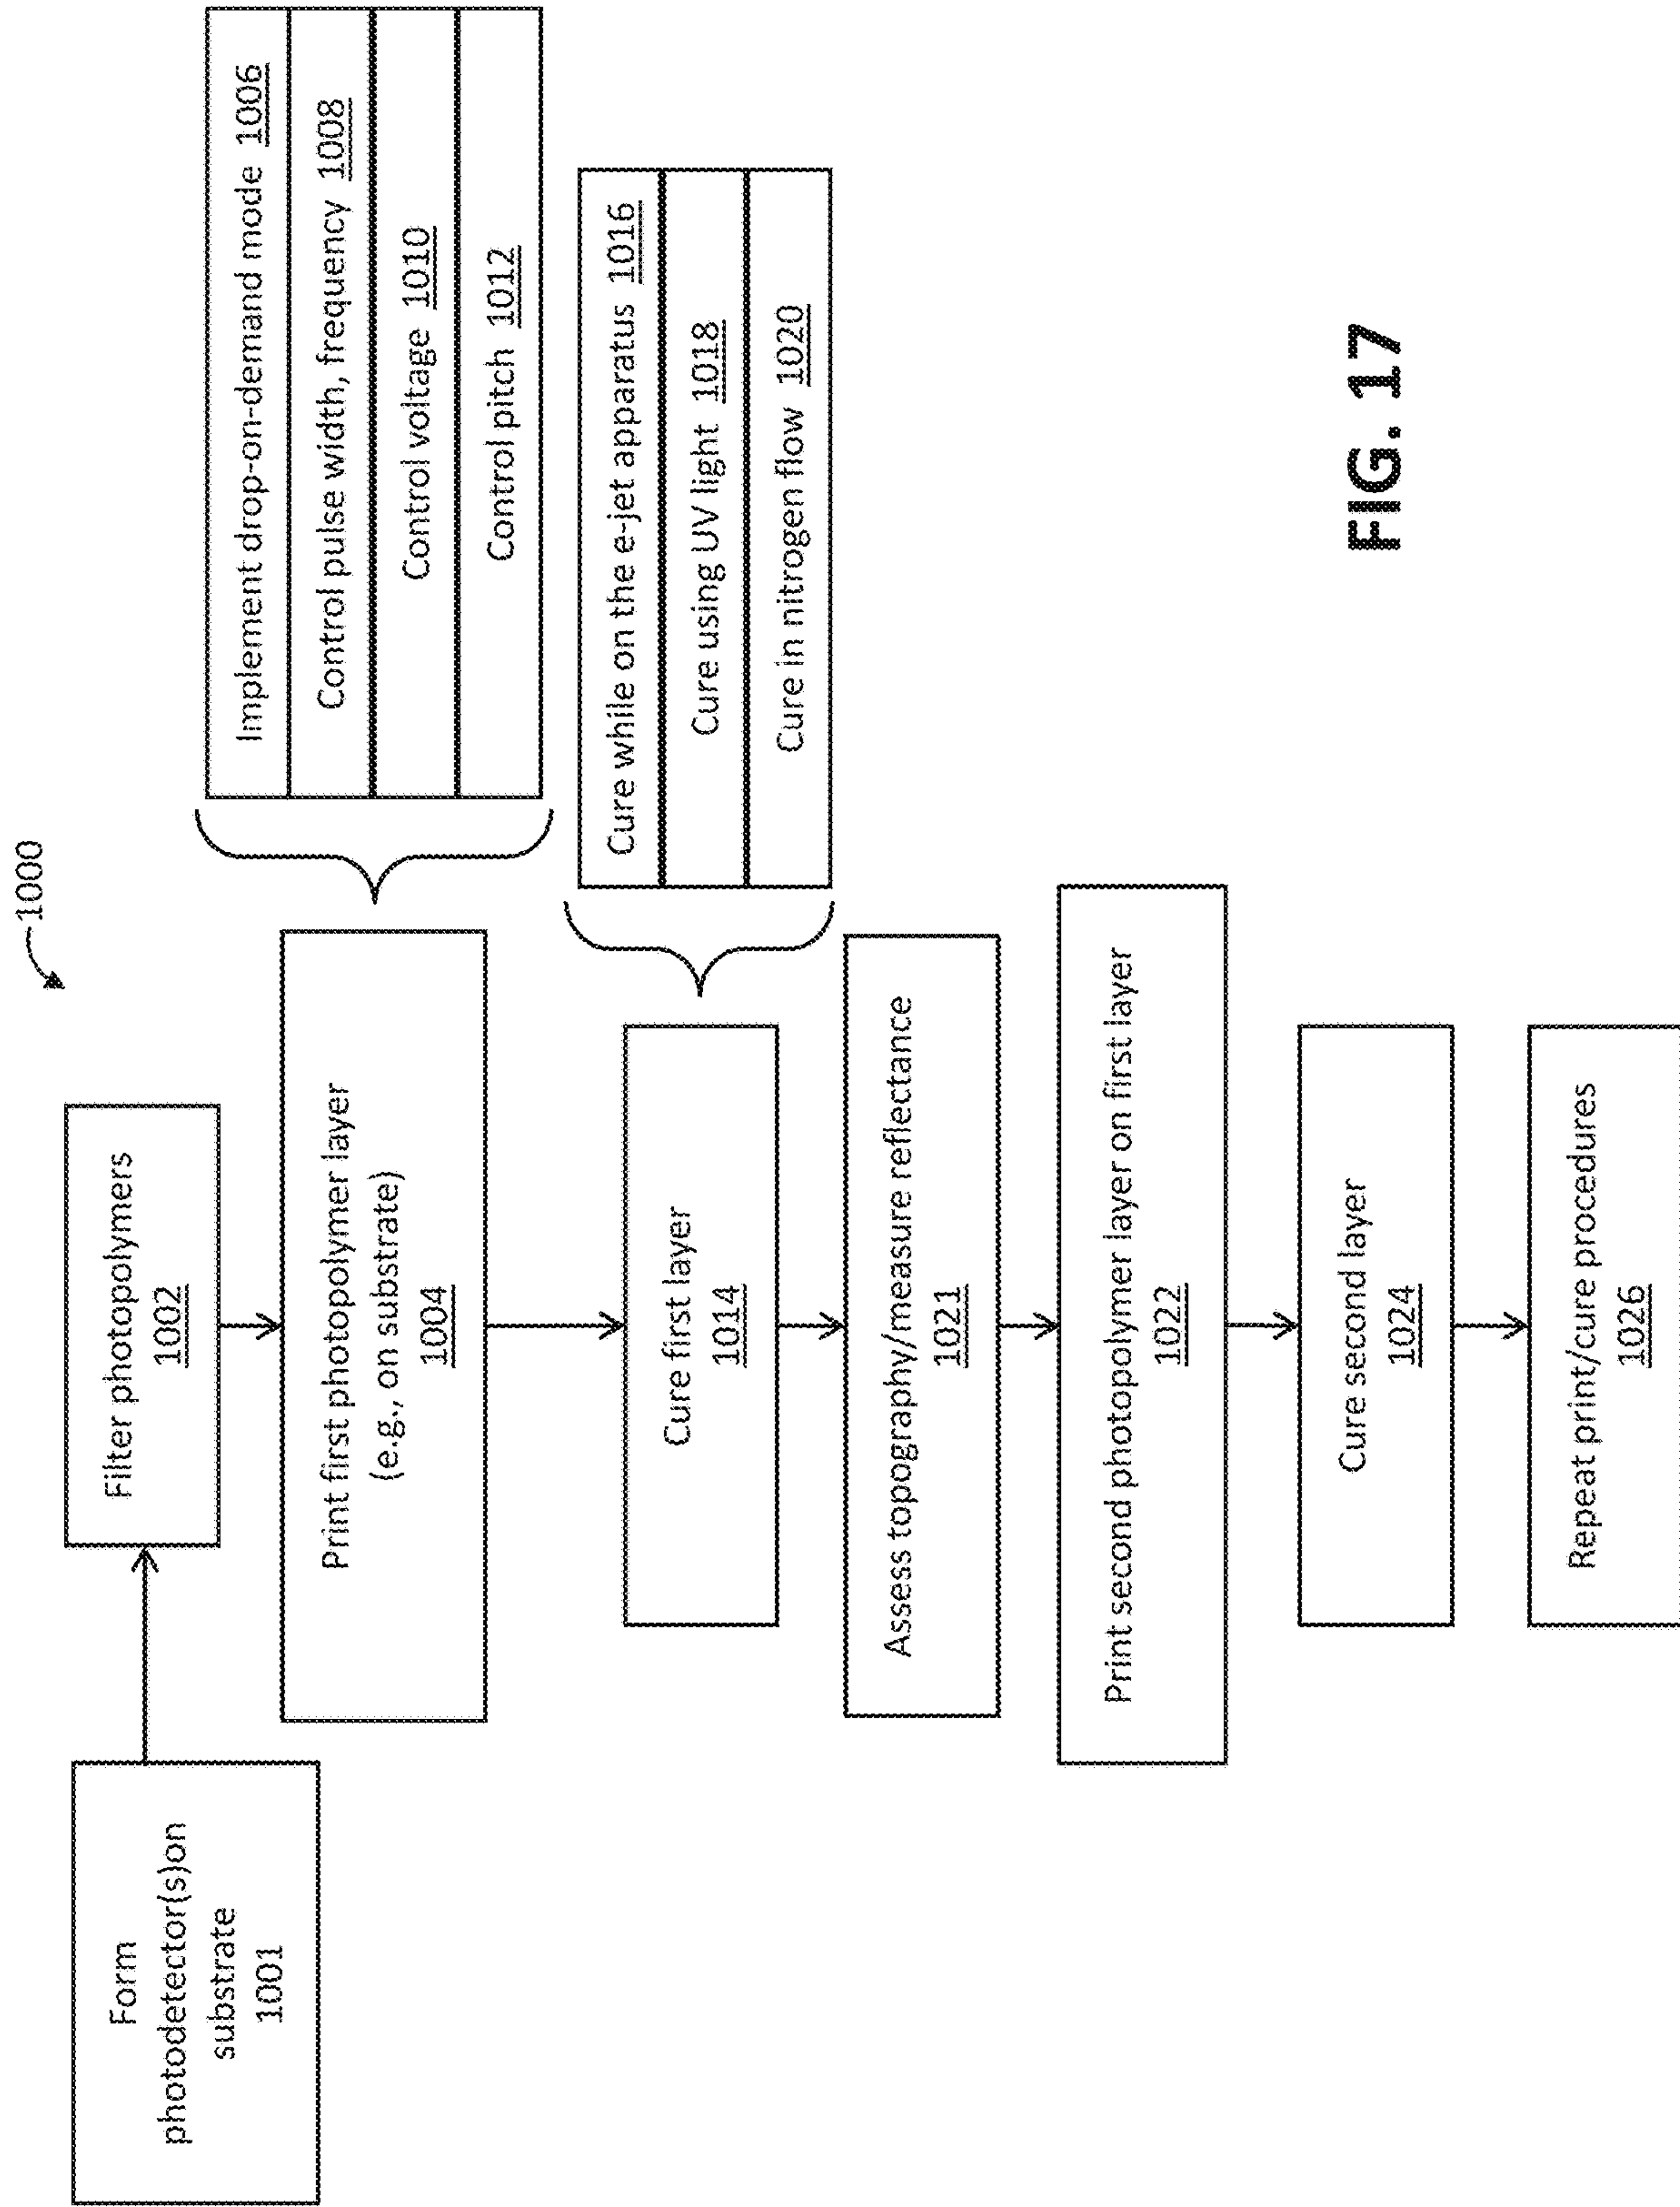 1000
Form
photodetector(s)on
substrate
1001
Filter photopolymers
1002
Print first photopolymer layer
(e.g., on substrate)
1004
Implement drop-on-demand mode 1006
Control pulse width, frequency 1008
Control voltage 1010
Control pitch 1012
Cure first layer
1014
Cure while on the e-jet apparatus 1016
Cure using UV light 1018
Cure in nitrogen flow 1020
Assess topography/measure reflectance
1021
Print second photopolymer layer on first layer
1022
Cure second layer
1024
Repeat print/cure procedures
1026
FIG. 17